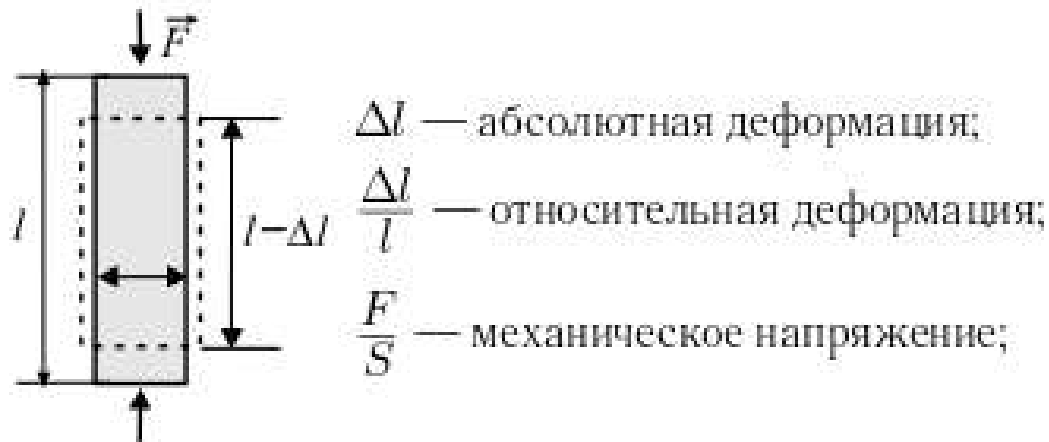 F⃗
Δl — абсолютная деформация;
l
l−Δl
Δl/l — относительная деформация;
F/S — механическое напряжение;